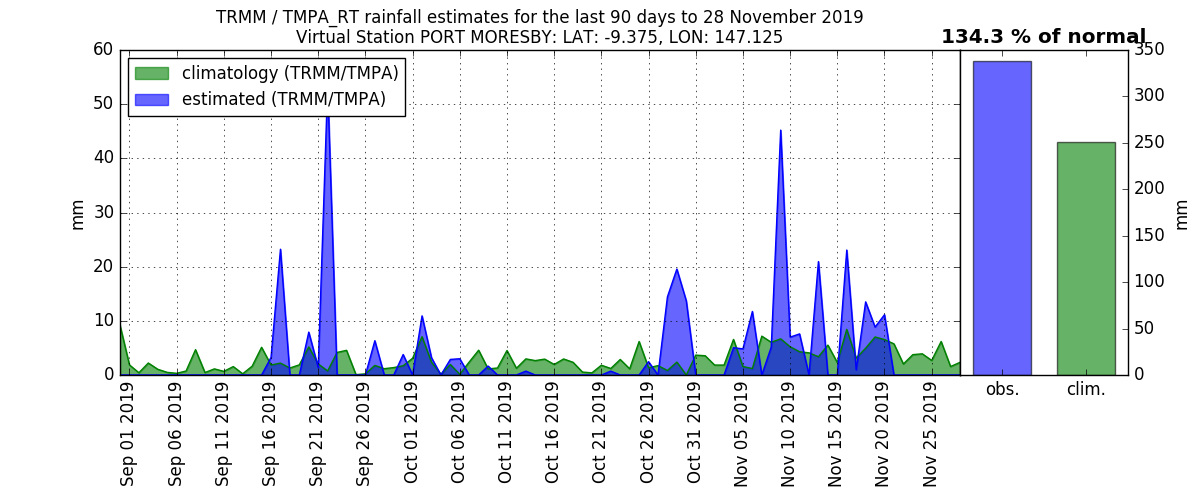 TRMM / TMPA_RT rainfall estimates for the last 90 days to 28 November 2019
Virtual Station PORT MORESBY: LAT: -9.375, LON: 147.125
134.3 % of normal
climatology (TRMM/TMPA)
estimated (TRMM/TMPA)
mm
60
50
40
30
20
10
0
Sep 01 2019
Sep 06 2019
Sep 11 2019
Sep 16 2019
Sep 21 2019
Sep 26 2019
Oct 01 2019
Oct 06 2019
Oct 11 2019
Oct 16 2019
Oct 21 2019
Oct 26 2019
Oct 31 2019
Nov 05 2019
Nov 10 2019
Nov 15 2019
Nov 20 2019
Nov 25 2019
obs.
clim.
350
300
250
200
150
100
50
0
mm